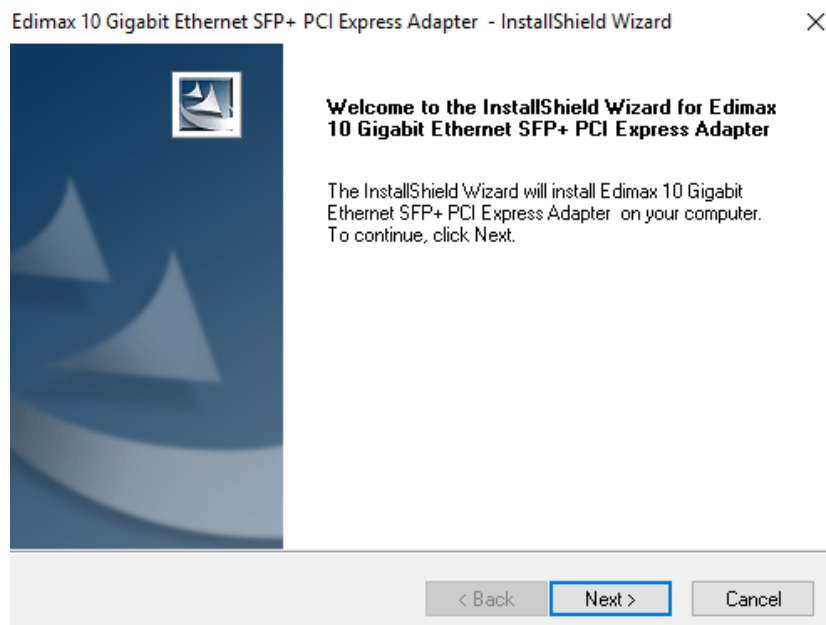 Edimax 10 Gigabit Ethernet SFP+ PCI Express Adapter - InstallShield Wizard
Welcome to the InstallShield Wizard for Edimax
10 Gigabit Ethernet SFP+ PCI Express Adapter
The InstallShield Wizard will install Edimax 10 Gigabit
Ethernet SFP+ PCI Express Adapter on your computer.
To continue, click Next.
< Back Next > Cancel